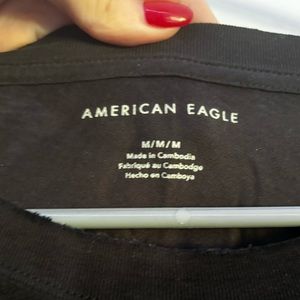 AMERICAN EAGLE
M/M/M
Made in Cambodia
Fabriqué au Cambodge
Hecho en Camboya